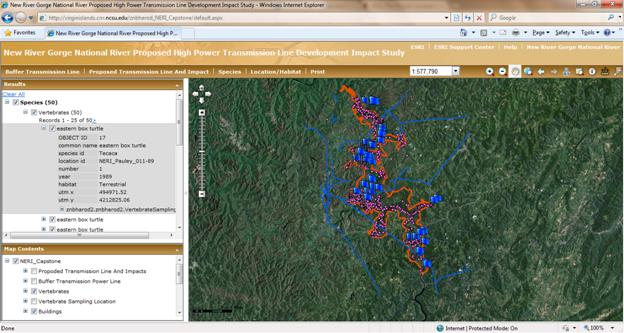 New River Gorge National River Proposed High Power Transmission Line Development Impact Study - Windows Internet Explorer
http://virginislands.cnr.ncsu.edu/znbharod_NERI_Capstone/default.aspx
Google
Favorites
New River Gorge National River Proposed High P...
Page
Safety
Tools
New River Gorge National River Proposed High Power Transmission Line Development Impact Study
ESRI | ESRI Support Center | Help | New River Gorge National River
Buffer Transmission Line | Proposed Transmission Line And Impact | Species | Location/Habitat | Print
1:577,790
Results
Clear All
Species (50)
Vertebrates (50)
Records 1 - 25 of 50
eastern box turtle
OBJECT ID 17
common name eastern box turtle
species id Tecaca
location id NERI_Pauley_011-89
number 1
year 1989
habitat Terrestrial
utm x 494971.52
utm y 4212825.06
znbharod2.znbharod2.VertebrateSampling
eastern box turtle
eastern box turtle
Map Contents
NERI_Capstone
Propoded Transmission Line And Impacts
Buffer Transmission Power Line
Vertebrates
Vertebrate Sampling Location
Buildings
Done
Internet | Protected Mode: On
100%